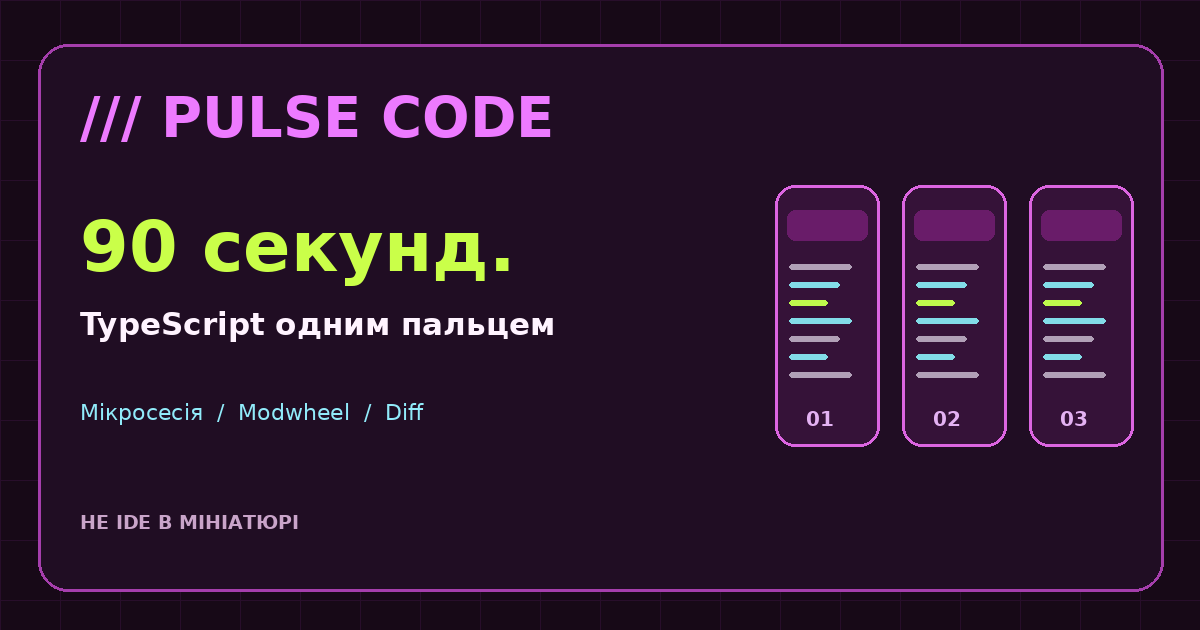 /// PULSE CODE
90 секунд.
TypeScript одним пальцем
Мікросесія / Modwheel / Diff
НЕ IDE В МІНІАТЮРІ
01
02
03